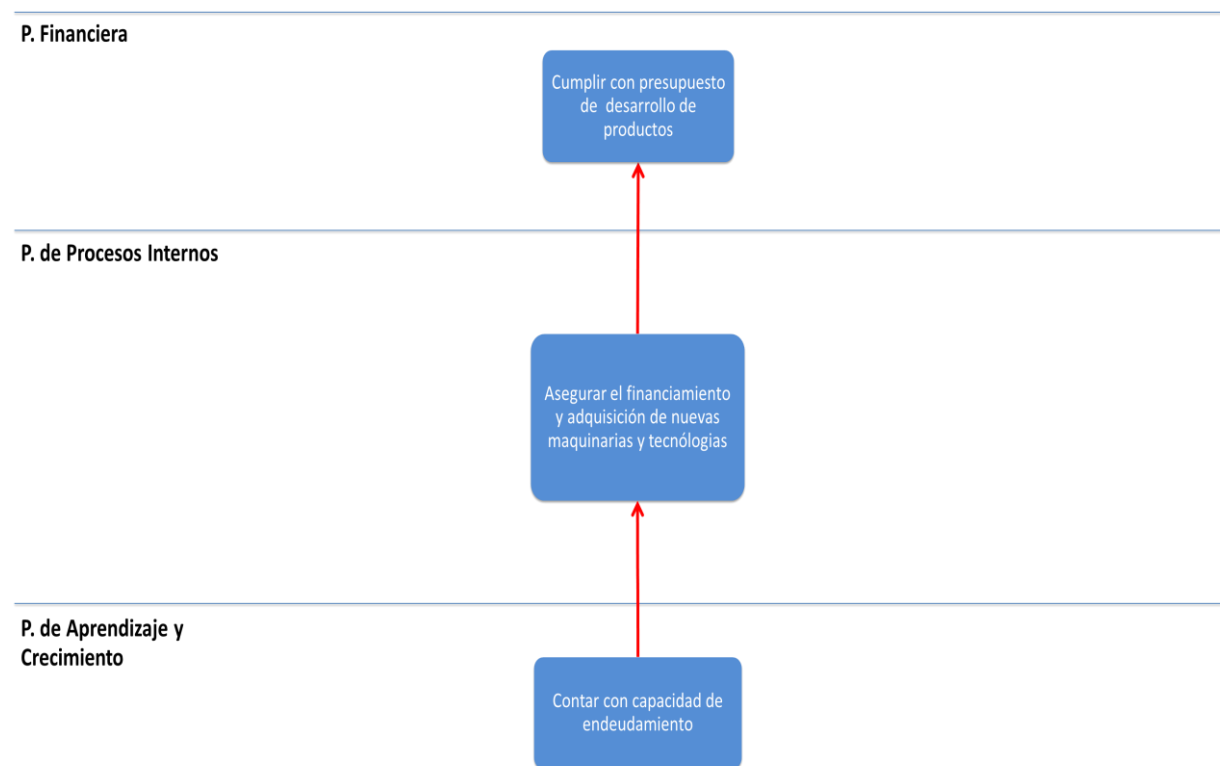 P. Financiera
Cumplir con presupuesto
de desarrollo de
productos
P. de Procesos Internos
Asegurar el financiamiento
y adquisición de nuevas
maquinarias y tecnólogias
P. de Aprendizaje y
Crecimiento
Contar con capacidad de
endeudamiento